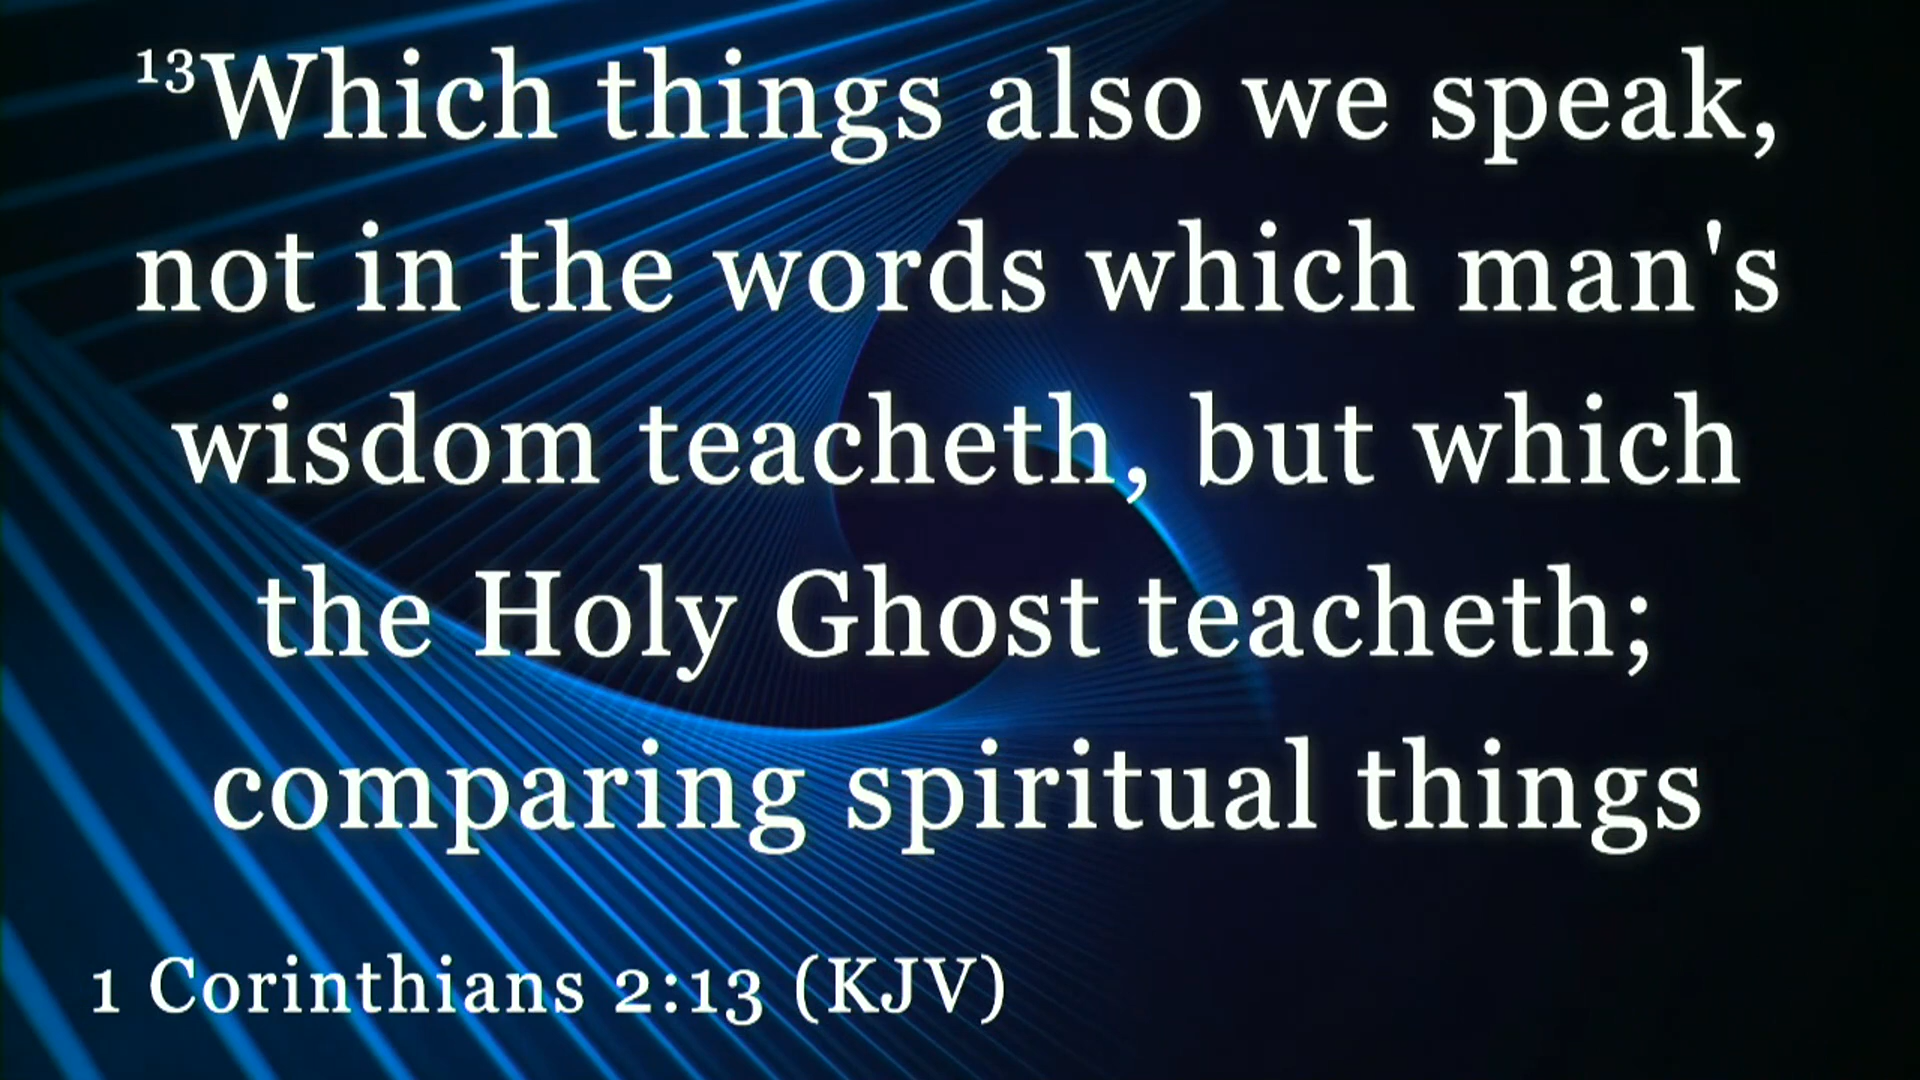 13Which things also we speak,
not in the words which man's
wisdom teacheth, but which
the Holy Ghost teacheth;
comparing spiritual things
1 Corinthians 2:13 (KJV)